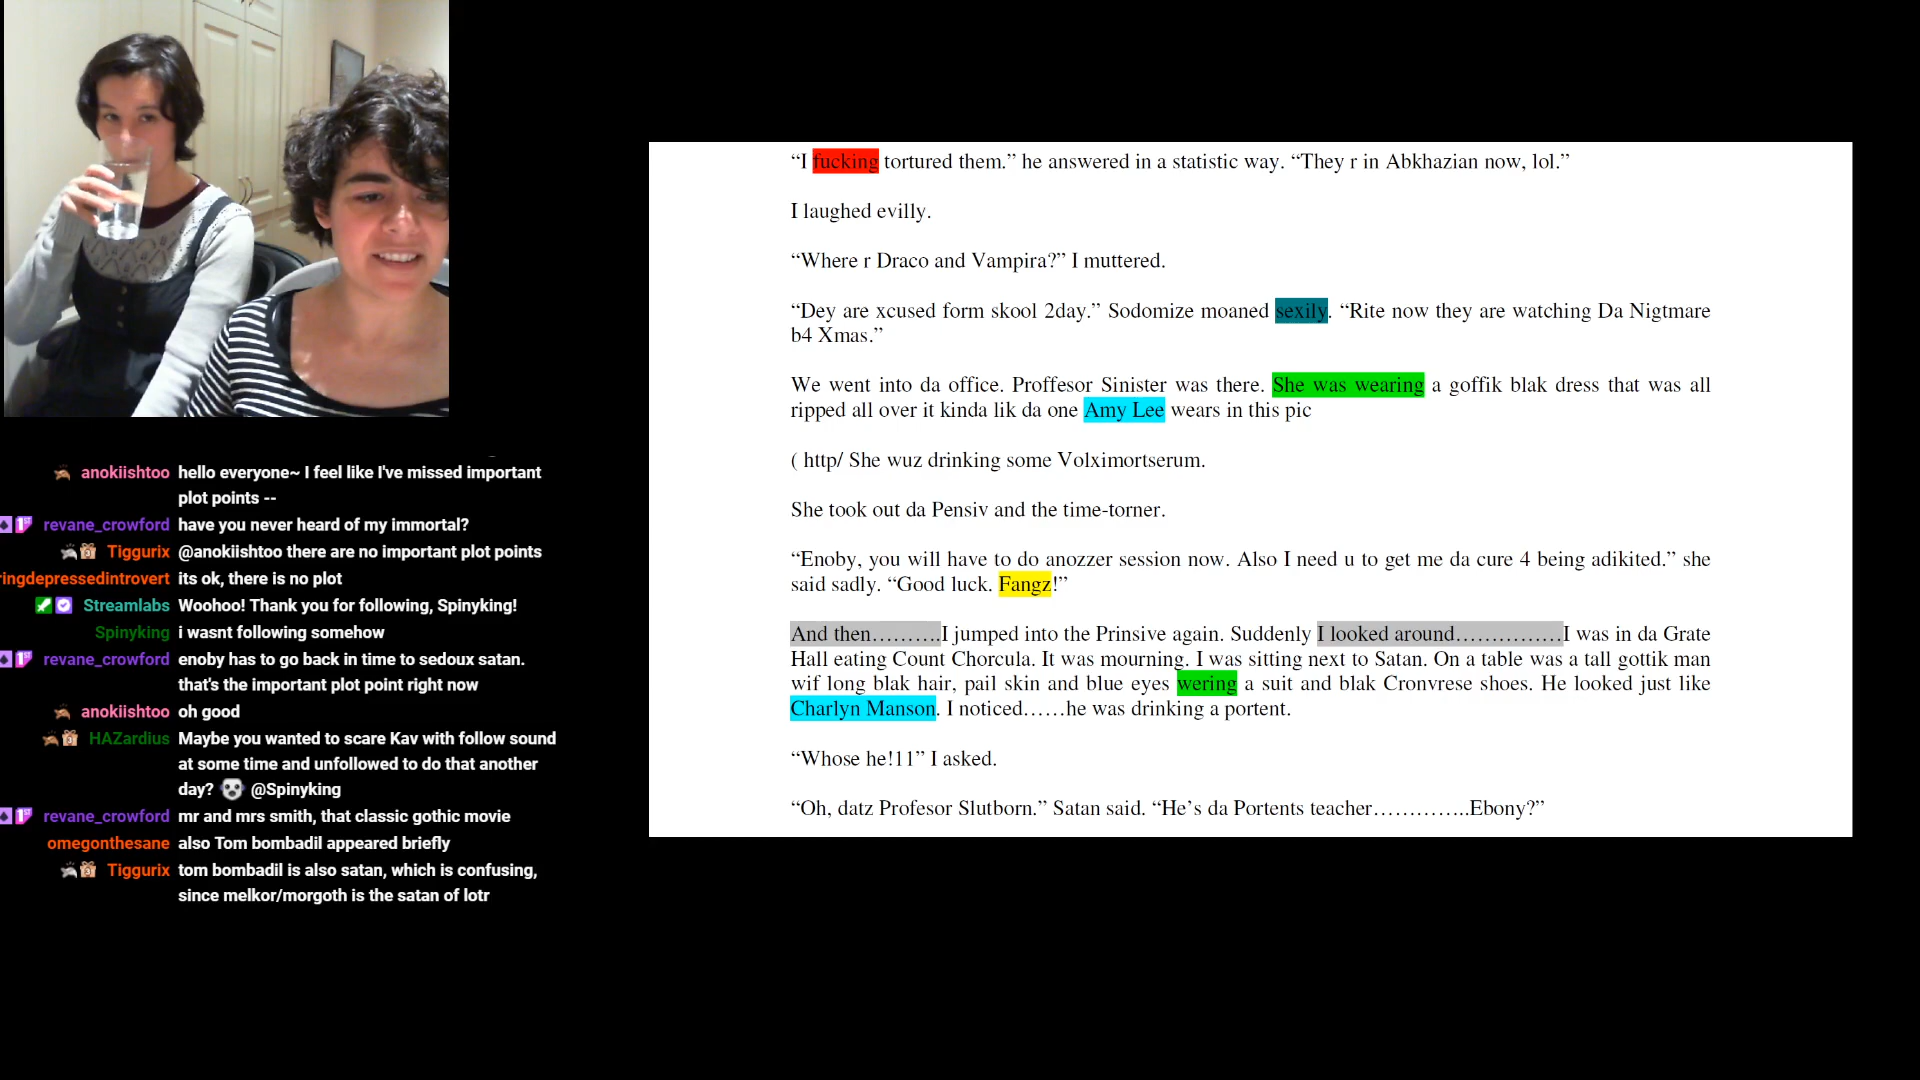 anokiishtoo hello everyone~ I feel like I've missed important
plot points --
revane_crowford have you never heard of my immortal?
Tiggurix @anokiishtoo there are no important plot points
ringdepressedintrovert its ok, there is no plot
Streamlabs Woohoo! Thank you for following, Spinyking!
Spinyking i wasnt following somehow
revane_crowford enoby has to go back in time to sedoux satan.
that's the important plot point right now
anokiishtoo oh good
HAZardius Maybe you wanted to scare Kav with follow sound
at some time and unfollowed to do that another
day? @Spinyking
revane_crowford mr and mrs smith, that classic gothic movie
omegonthesane also Tom bombadil appeared briefly
Tiggurix tom bombadil is also satan, which is confusing,
since melkor/morgoth is the satan of lotr
“I fucking tortured them.” he answered in a statistic way. “They r in Abkhazian now, lol.”
I laughed evilly.
“Where r Draco and Vampira?” I muttered.
“Dey are xcused form skool 2day.” Sodomize moaned sexily. “Rite now they are watching Da Nigtmare
b4 Xmas.”
We went into da office. Proffesor Sinister was there. She was wearing a goffik blak dress that was all
ripped all over it kinda lik da one Amy Lee wears in this pic
( http/ She wuz drinking some Volximortserum.
She took out da Pensiv and the time-torner.
“Enoby, you will have to do anozzer session now. Also I need u to get me da cure 4 being adikited.” she
said sadly. “Good luck. Fangz!”
And then……….I jumped into the Prinsive again. Suddenly I looked around……………I was in da Grate
Hall eating Count Chorcula. It was mourning. I was sitting next to Satan. On a table was a tall gottik man
wif long blak hair, pail skin and blue eyes wering a suit and blak Cronvrese shoes. He looked just like
Charlyn Manson. I noticed……he was drinking a portent.
“Whose he!11” I asked.
“Oh, datz Profesor Slutborn.” Satan said. “He’s da Portents teacher…………..Ebony?”